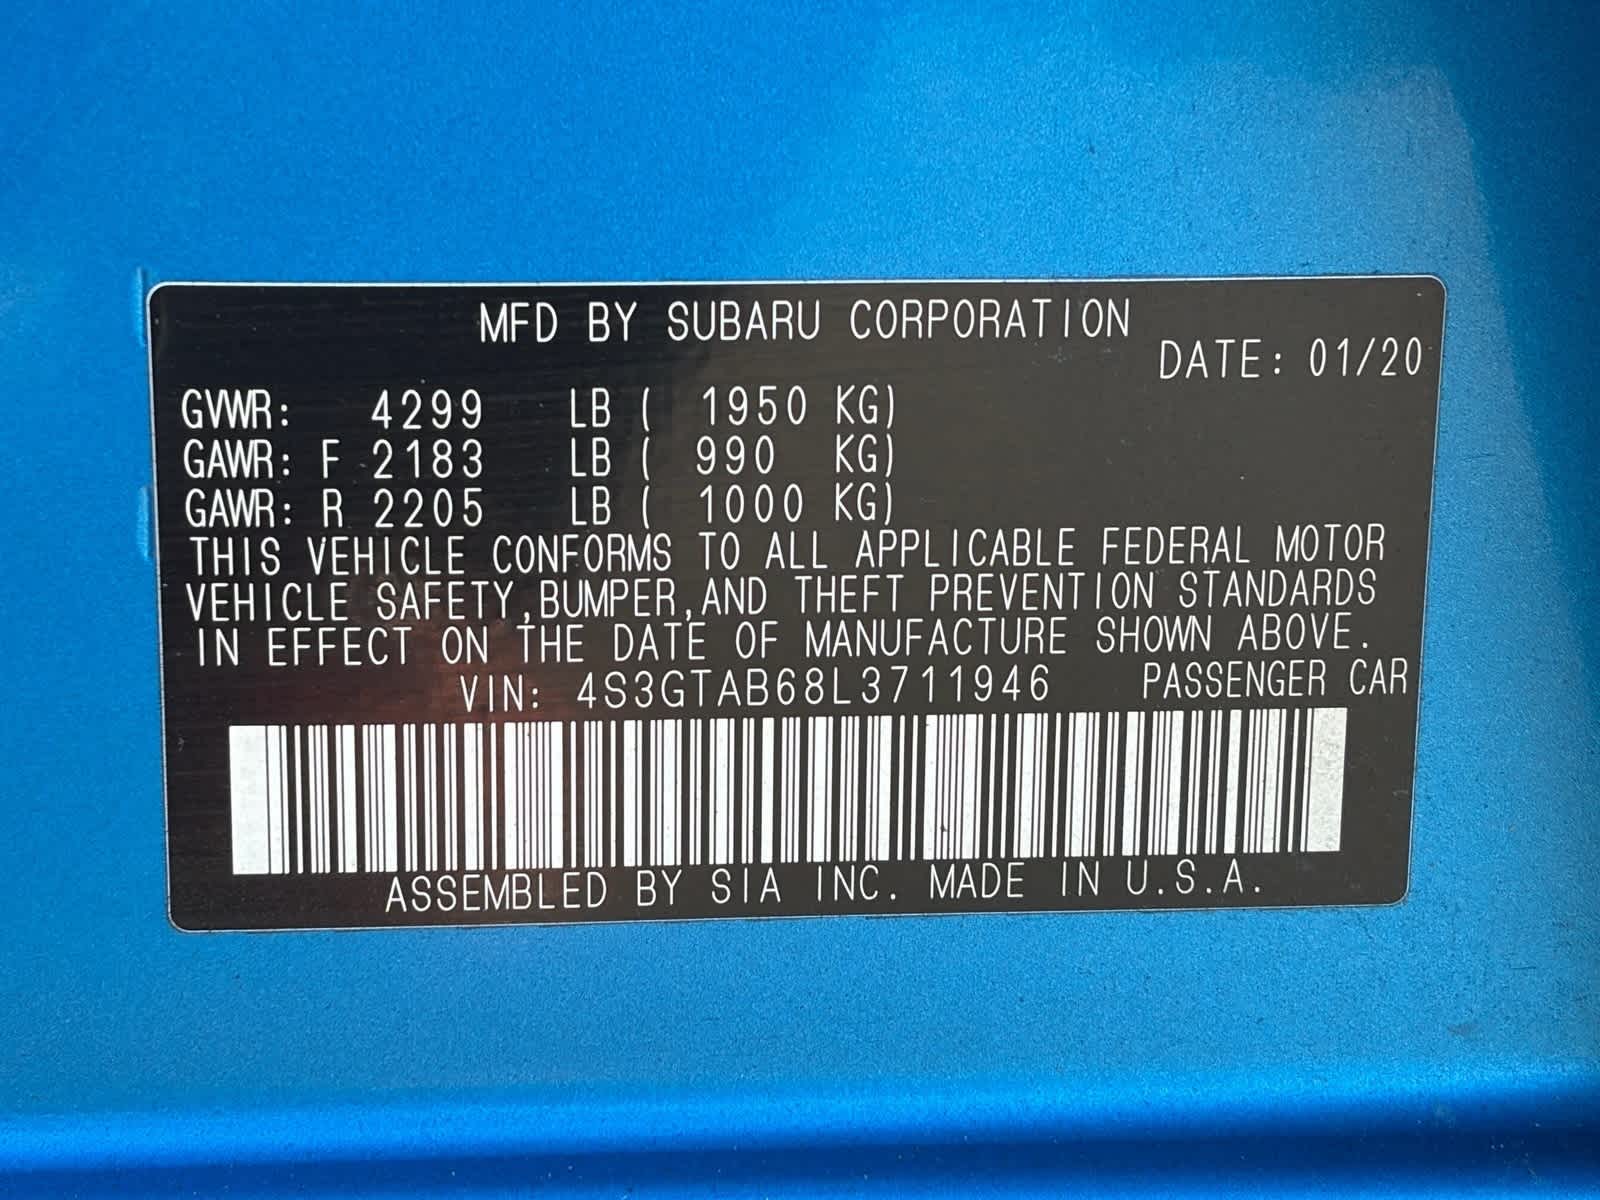 MFD BY SUBARU CORPORATION
DATE: 01/20
GVWR: 4299 LB ( 1950 KG)
GAWR: F 2183 LB ( 990 KG)
GAWR: R 2205 LB ( 1000 KG)
THIS VEHICLE CONFORMS TO ALL APPLICABLE FEDERAL MOTOR
VEHICLE SAFETY,BUMPER,AND THEFT PREVENTION STANDARDS
IN EFFECT ON THE DATE OF MANUFACTURE SHOWN ABOVE.
VIN: 4S3GTAB68L3711946 PASSENGER CAR
ASSEMBLED BY SIA INC. MADE IN U.S.A.